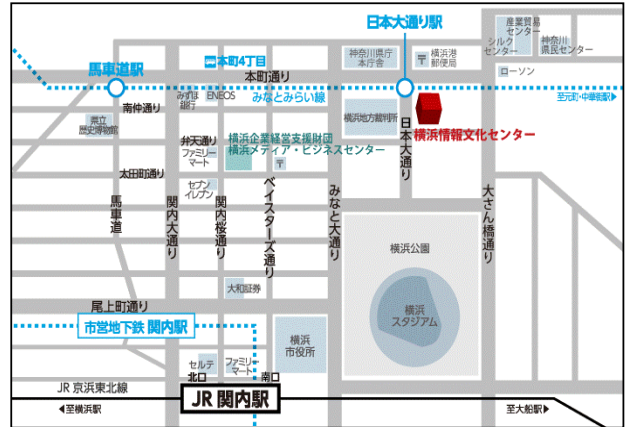 日本大通り駅
産業貿易
センター
シルク
センター
神奈川
県民センター
本町4丁目
神奈川県庁
本庁舎
〒
横浜港
郵便局
馬車道駅
本町通り
ローソン
みずほ
銀行
ENEOS
みなとみらい線
至元町・中華街駅▶
南仲通り
県立
歴史博物館
横浜地方裁判所
日本大通り
横浜情報文化センター
弁天通り
ファミリー
マート
横浜企業経営支援財団
横浜メディア・ビジネスセンター
〒
太田町通り
セブン
イレブン
馬車道
関内大通り
関内桜通り
ベイスターズ通り
みなと大通り
大さん橋通り
横浜公園
横浜
スタジアム
大和証券
尾上町通り
市営地下鉄 関内駅
横浜
市役所
セルテ
ファミリー
マート
北口
南口
JR 京浜東北線
JR 関内駅
◀至横浜駅
至大船駅▶